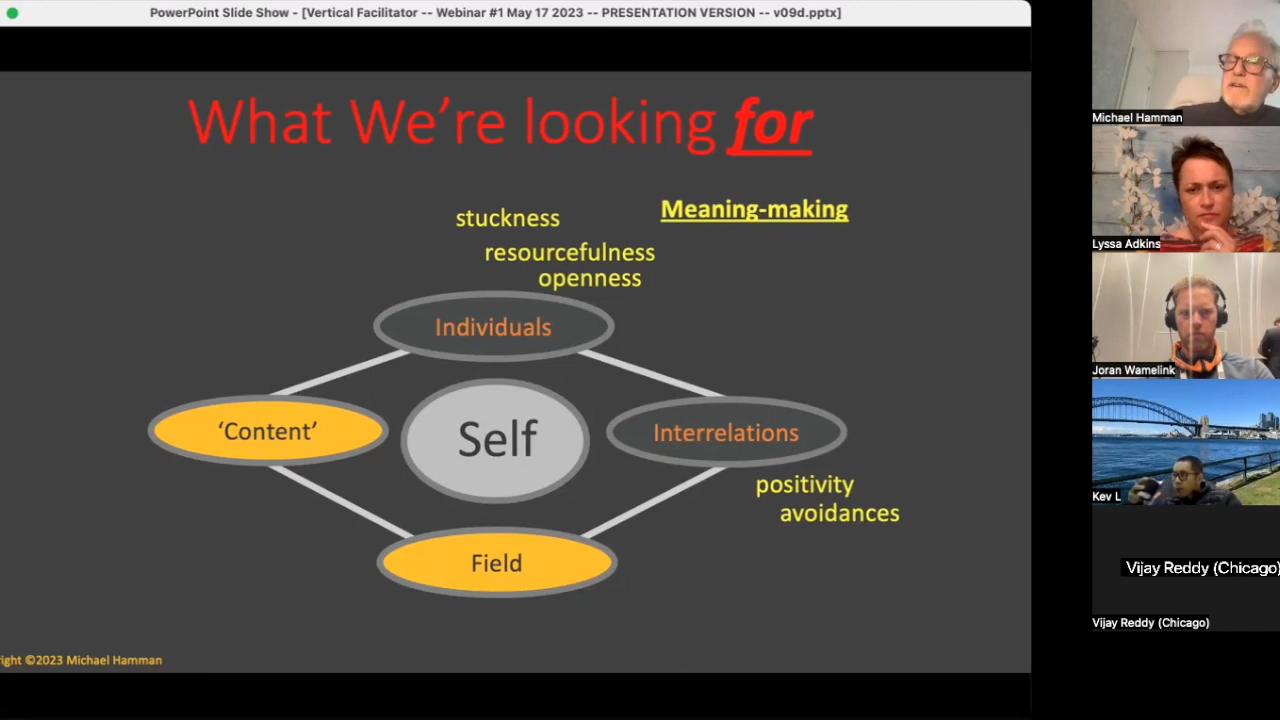 PowerPoint Slide Show - [Vertical Facilitator -- Webinar #1 May 17 2023 -- PRESENTATION VERSION -- v09d.pptx]
What We're looking for
Meaning-making
stuckness
resourcefulness
openness
Individuals
'Content'
Self
Interrelations
positivity
avoidances
Field
right ©2023 Michael Hamman
Michael Hamman
Lyssa Adkins
Joran Wamelink
Kev L
Vijay Reddy (Chicago)
Vijay Reddy (Chicago)